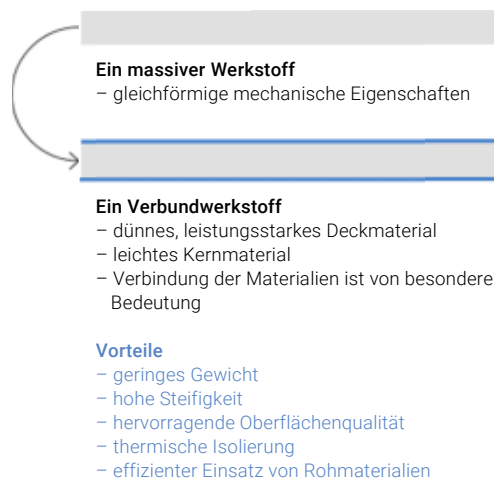 Ein massiver Werkstoff
– gleichförmige mechanische Eigenschaften
Ein Verbundwerkstoff
– dünnes, leistungsstarkes Deckmaterial
– leichtes Kernmaterial
– Verbindung der Materialien ist von besondere
Bedeutung
Vorteile
– geringes Gewicht
– hohe Steifigkeit
– hervorragende Oberflächenqualität
– thermische Isolierung
– effizienter Einsatz von Rohmaterialien